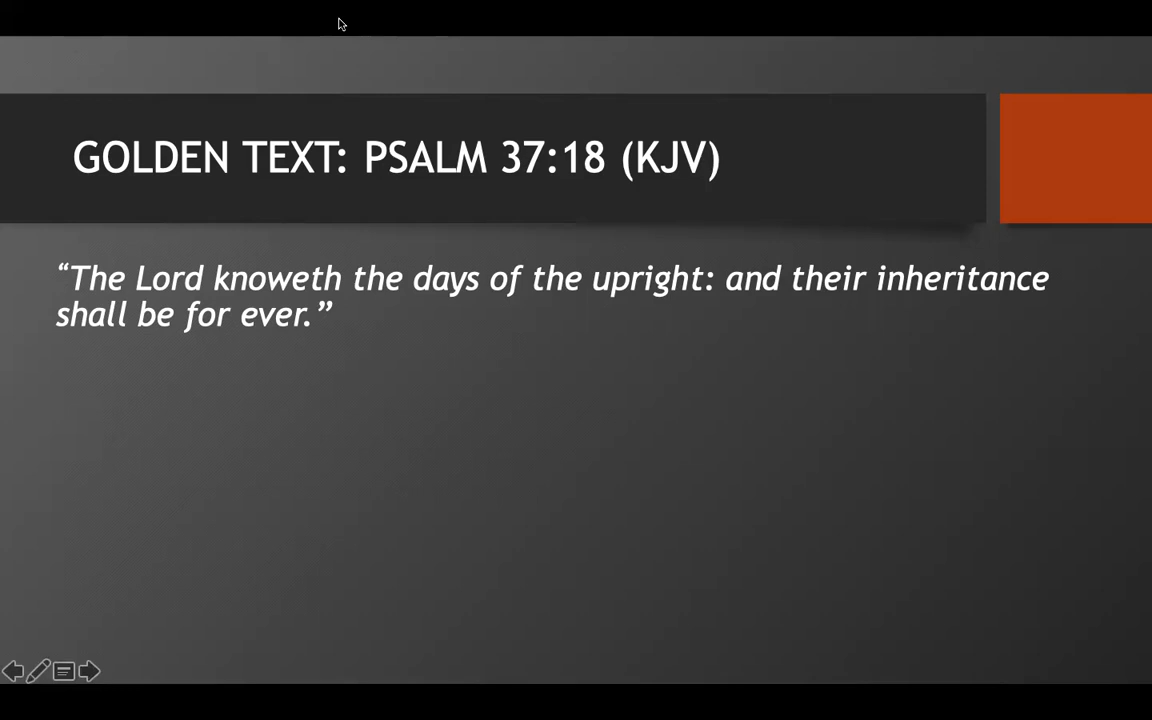 GOLDEN TEXT: PSALM 37:18 (KJV)
“The Lord knoweth the days of the upright: and their inheritance
shall be for ever.”